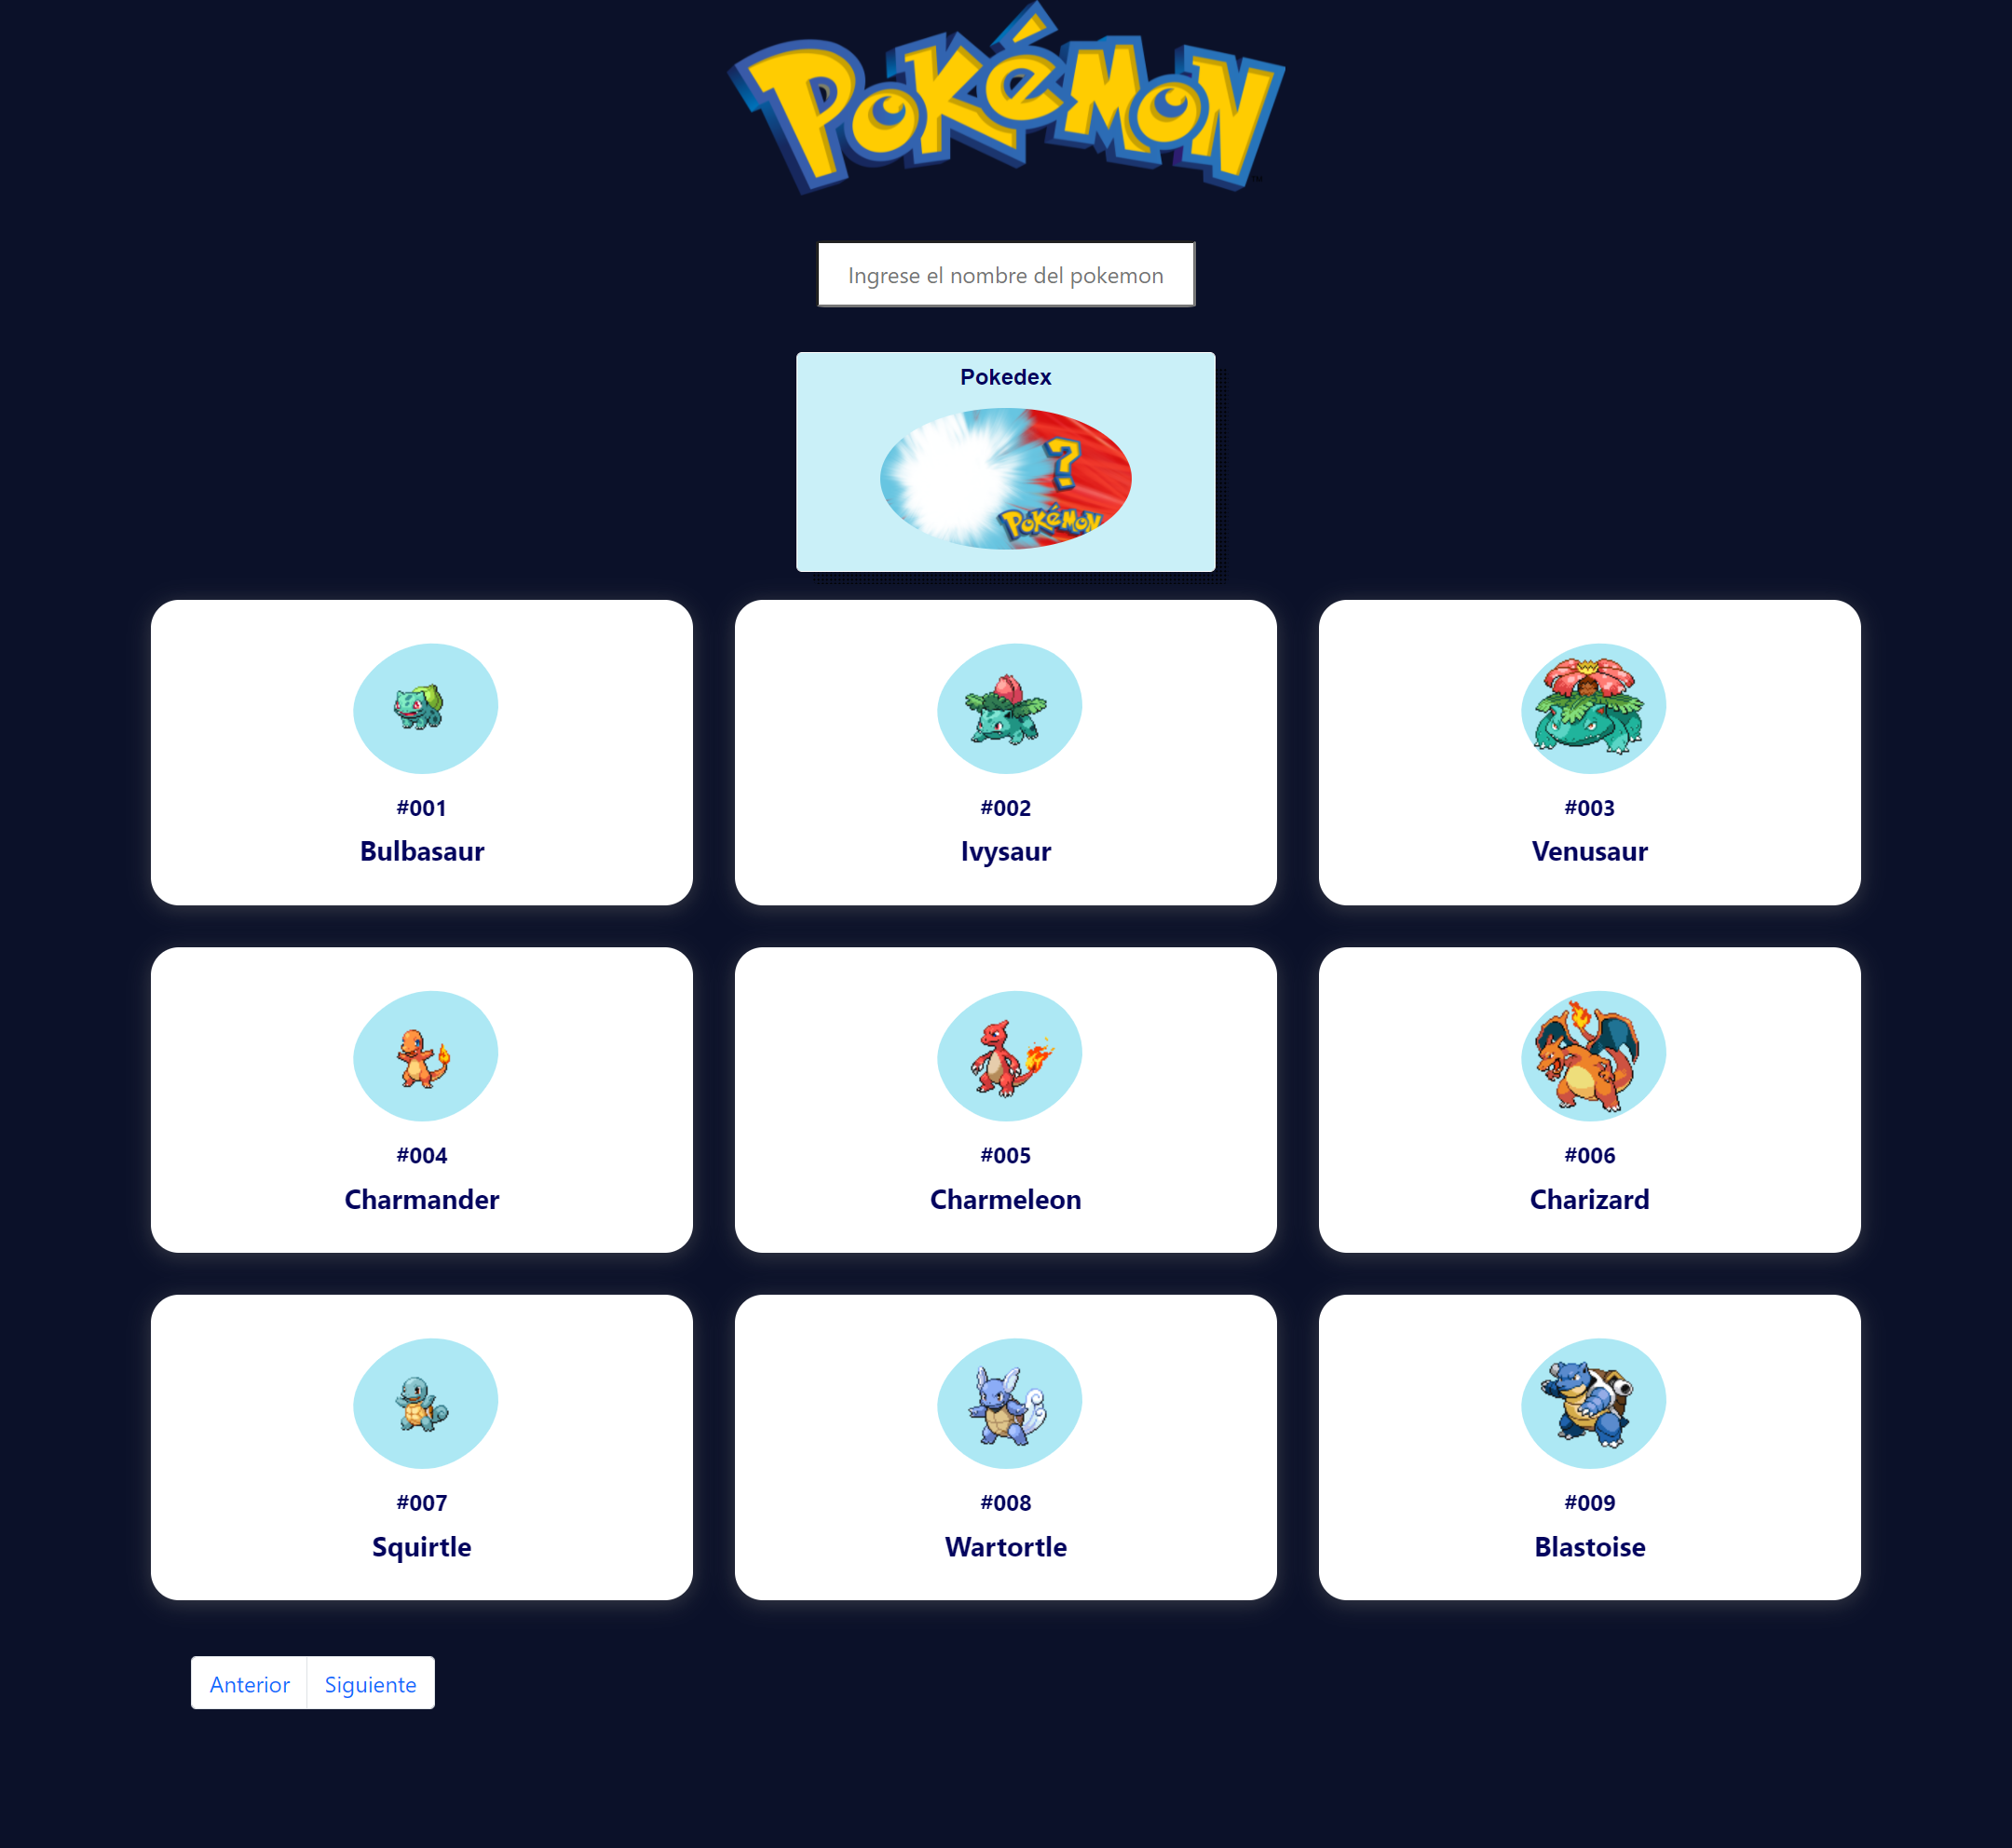 POKéMON
Ingrese el nombre del pokemon
Pokedex
?
POKéMON
#001
Bulbasaur
#002
Ivysaur
#003
Venusaur
#004
Charmander
#005
Charmeleon
#006
Charizard
#007
Squirtle
#008
Wartortle
#009
Blastoise
Anterior
Siguiente